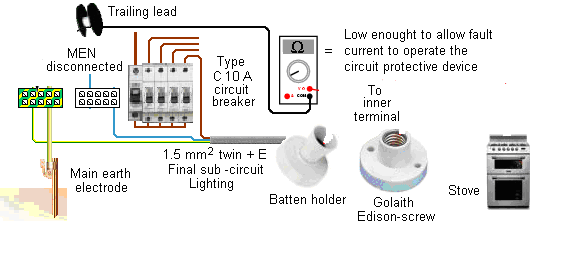 Trailing lead
MEN
disconnected
Type
C 10 A
circuit
breaker
Ω
=
Low enought to allow fault
current to operate the
circuit protective device
COM
To
inner
terminal
1.5 mm² twin + E
Final sub -circuit
Lighting
Main earth
electrode
Batten holder
Golaith
Edison-screw
Stove